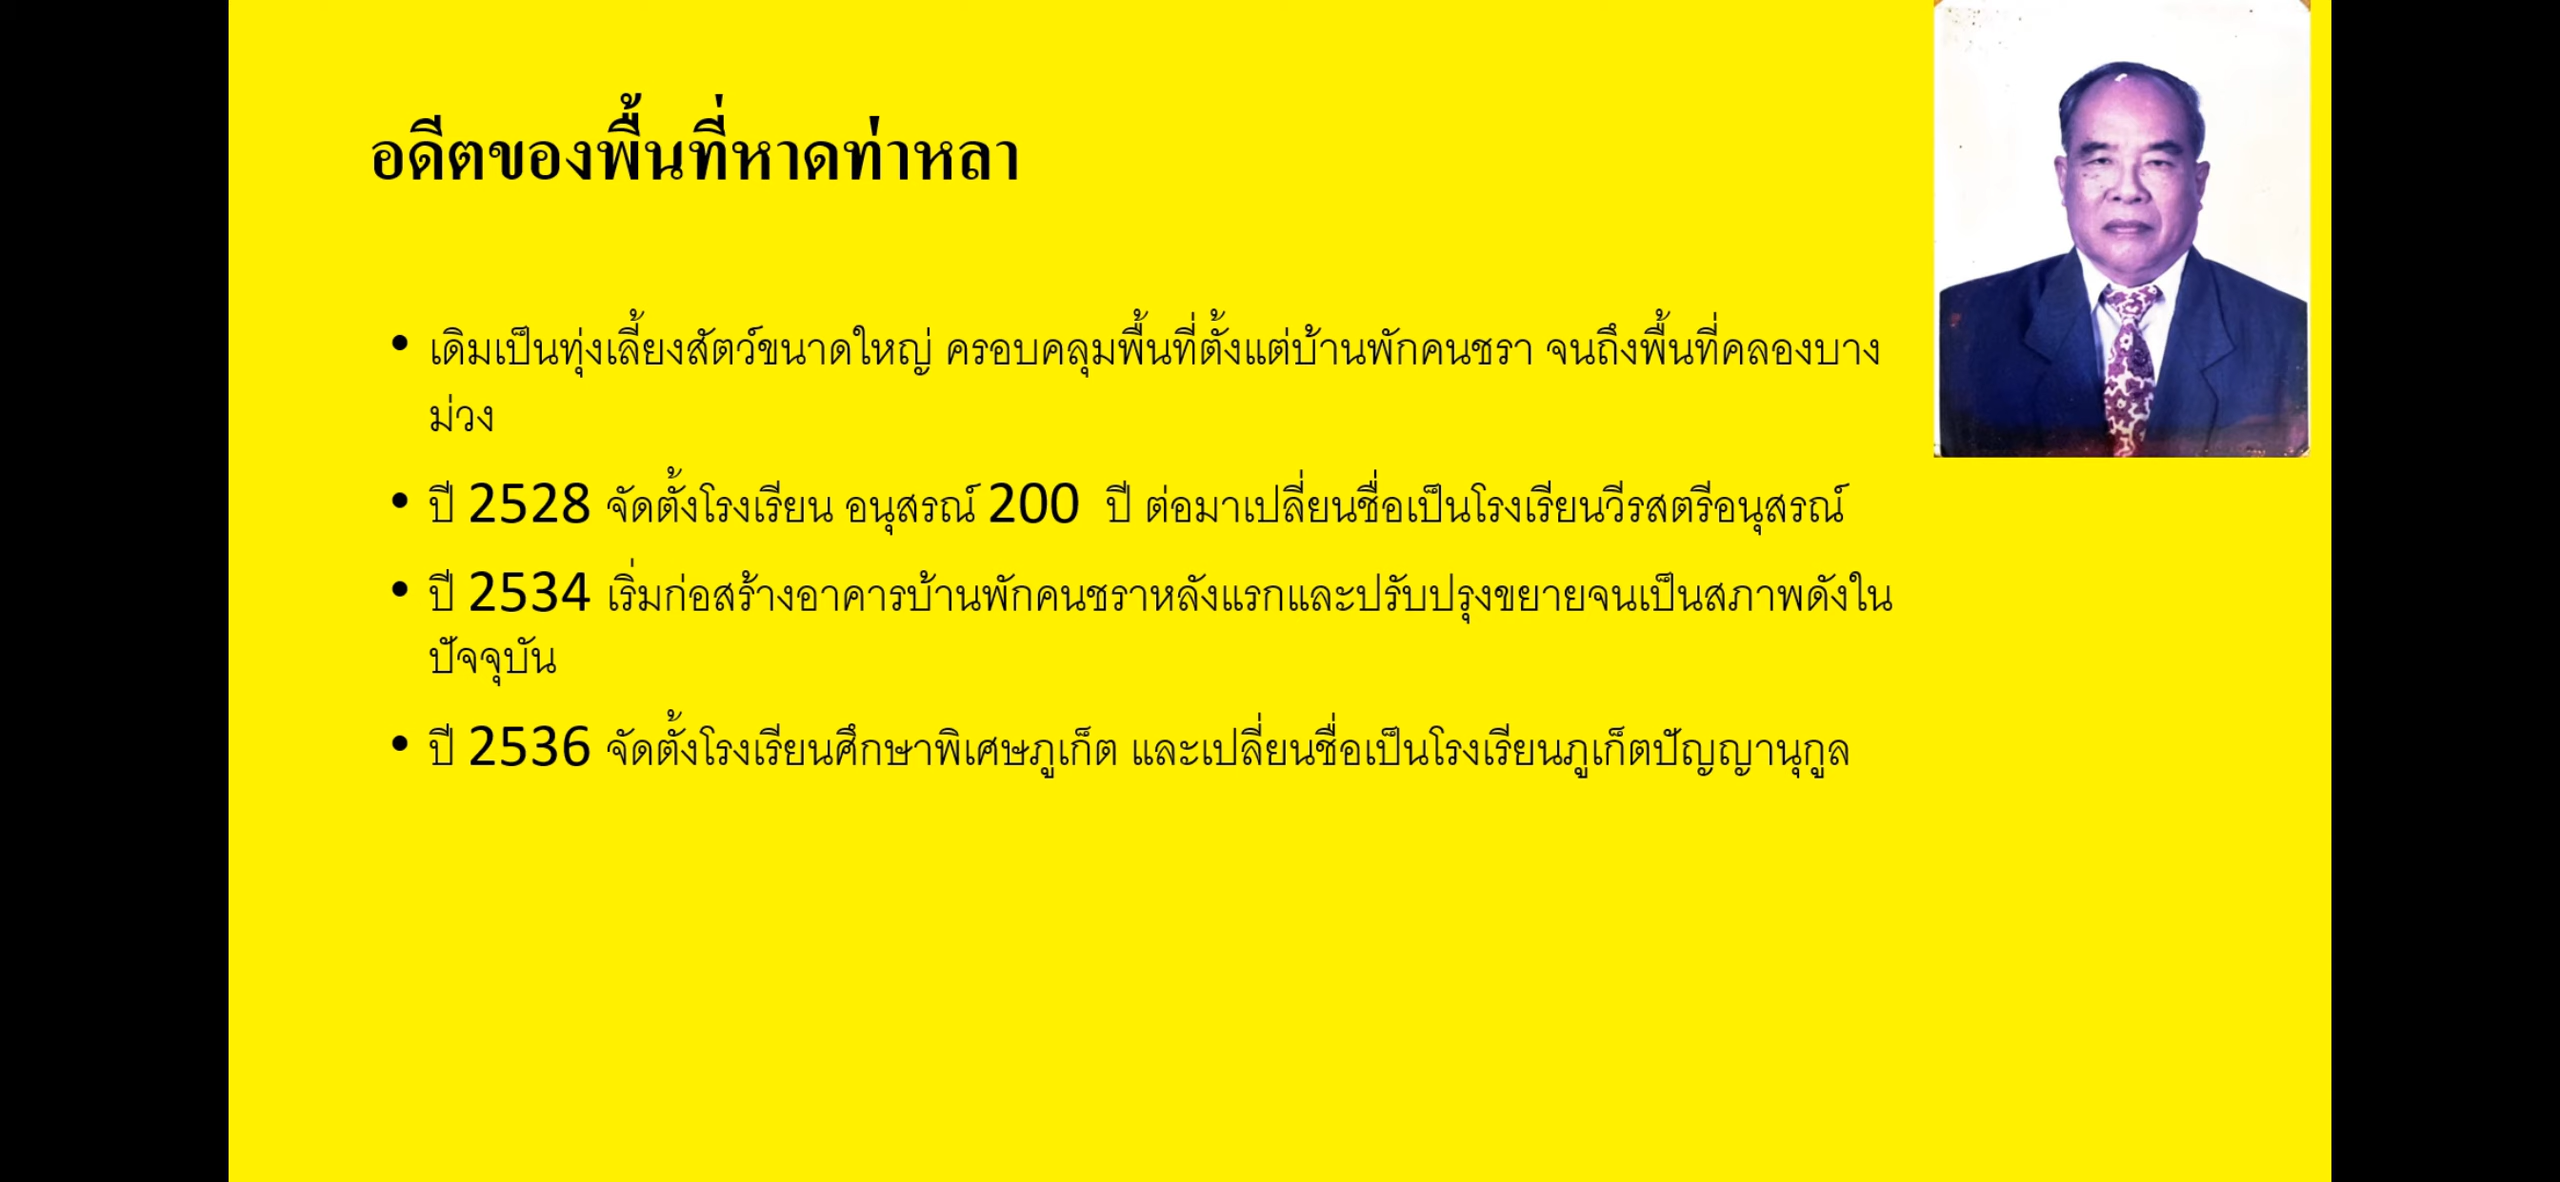 อดีตของพื้นที่หาดท่าหลา
• เดิมเป็นทุ่งเลี้ยงสัตว์ขนาดใหญ่ ครอบคลุมพื้นที่ตั้งแต่บ้านพักคนชรา จนถึงพื้นที่คลองบาง
ม่วง
• ปี 2528 จัดตั้งโรงเรียน อนุสรณ์ 200 ปี ต่อมาเปลี่ยนชื่อเป็นโรงเรียนวีรสตรีอนุสรณ์
• ปี 2534 เริ่มก่อสร้างอาคารบ้านพักคนชราหลังแรกและปรับปรุงขยายจนเป็นสภาพดังใน
ปัจจุบัน
• ปี 2536 จัดตั้งโรงเรียนศึกษาพิเศษภูเก็ต และเปลี่ยนชื่อเป็นโรงเรียนภูเก็ตปัญญานุกูล